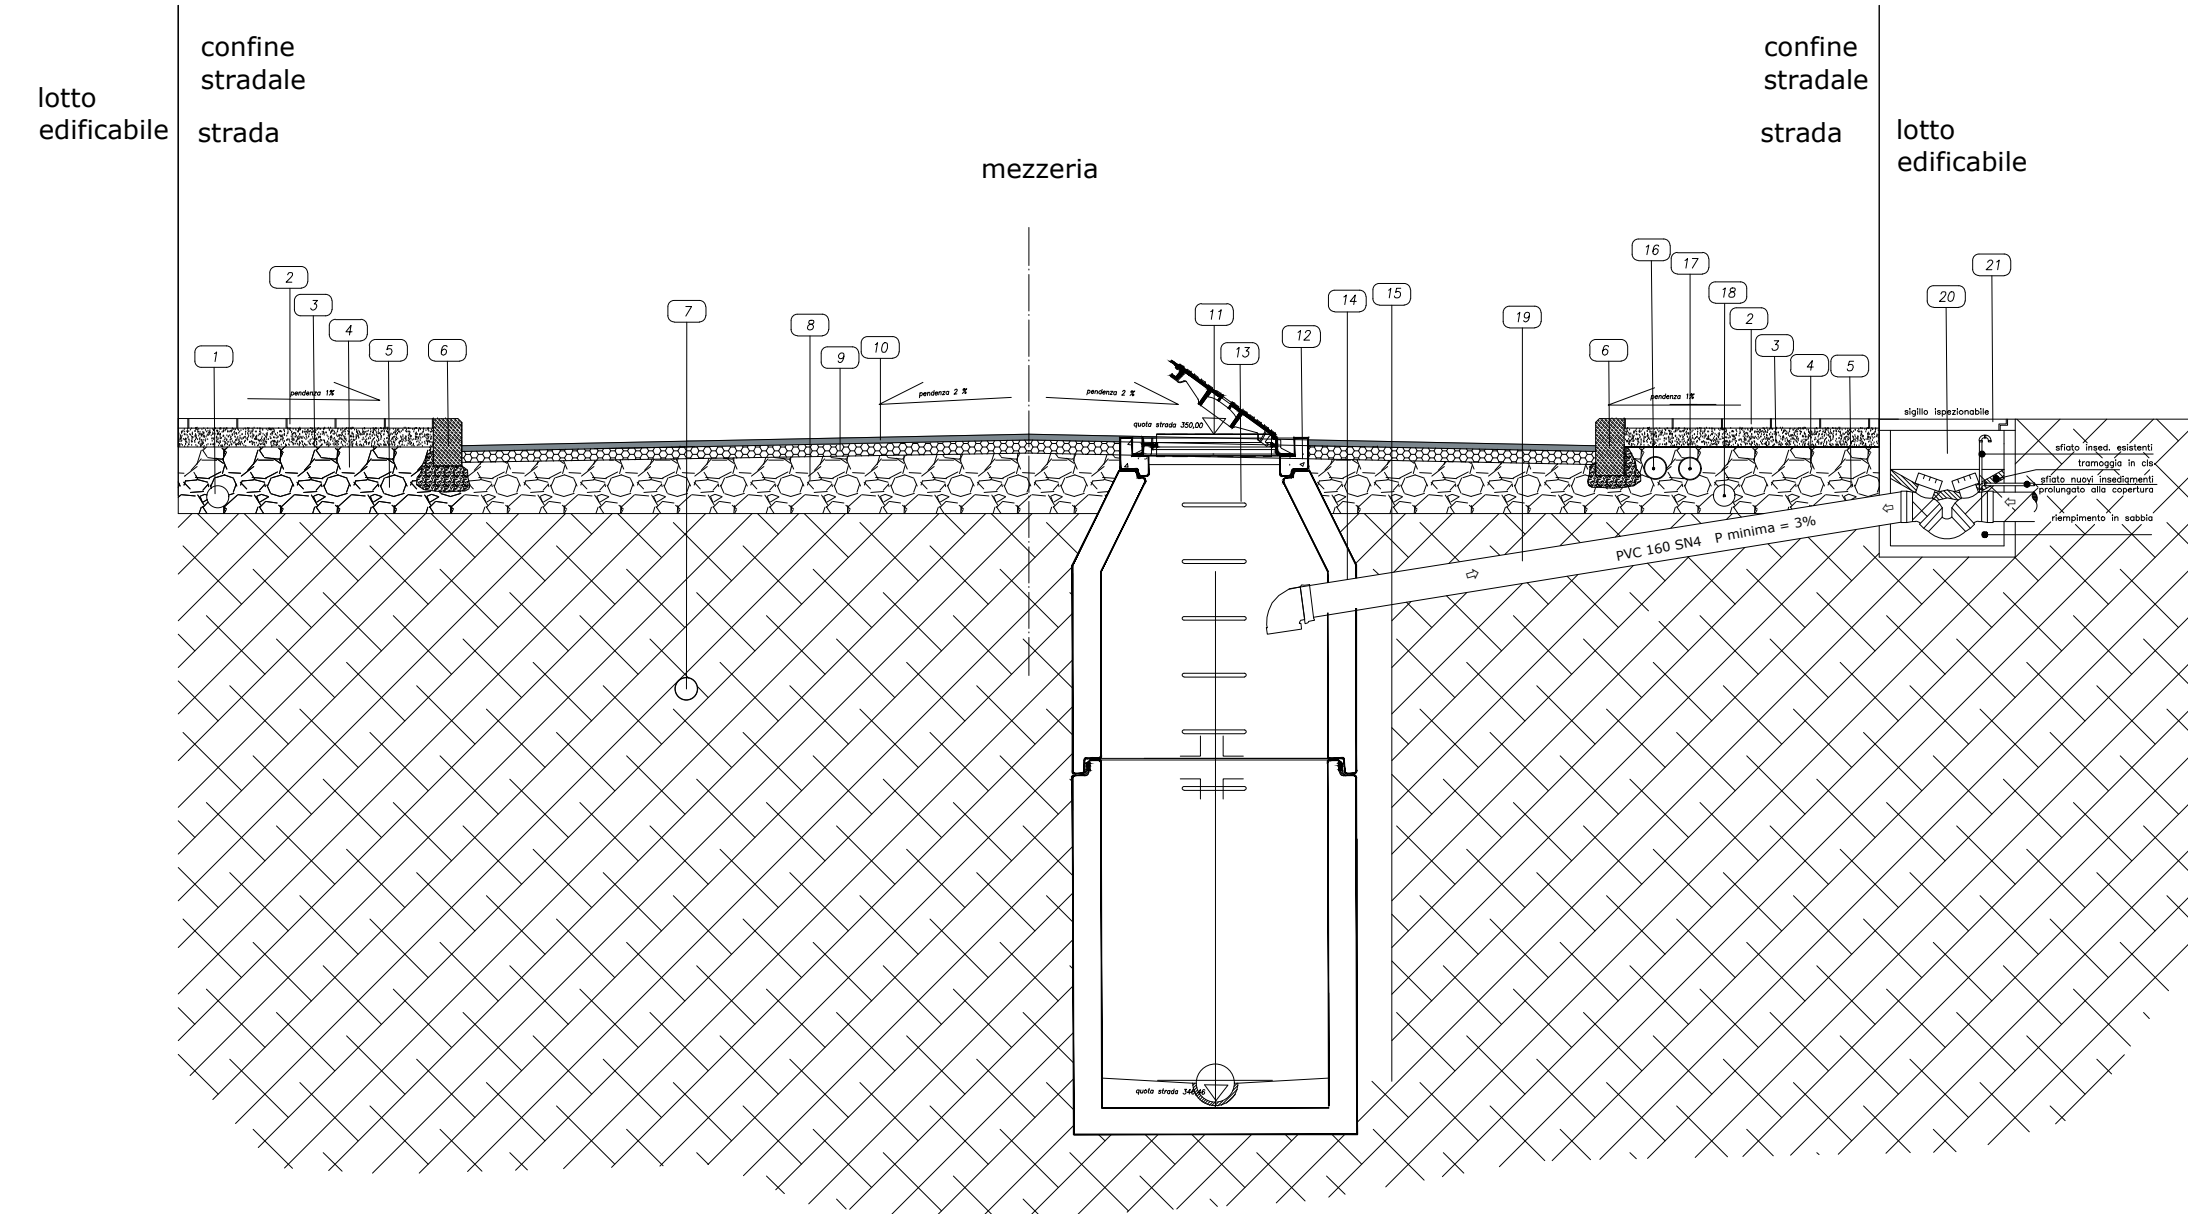 confine
stradale
lotto
edificabile
strada
mezzeria
confine
stradale
strada
lotto
edificabile
1
2
3
4
5
6
7
8
9
10
11
12
13
14
15
16
17
18
19
2
3
4
5
6
20
21
pendenza 1%
pendenza 2 %
pendenza 2 %
pendenza 1%
quota strada 350,00
sigillo ispezionabile
sfiato insed. esistenti
tramoggia in cls
sfiato nuovi insediamenti
prolungato alla copertura
riempimento in sabbia
PVC 160 SN4 P minima = 3%
quota strada